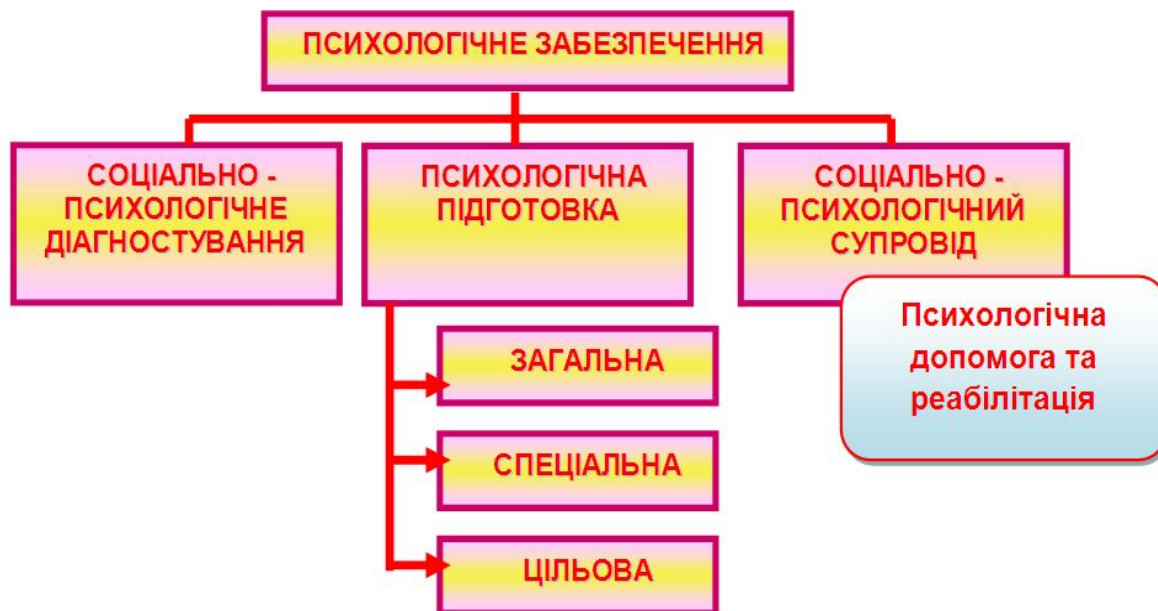 ПСИХОЛОГІЧНЕ ЗАБЕЗПЕЧЕННЯ
СОЦІАЛЬНО -
ПСИХОЛОГІЧНЕ
ДІАГНОСТУВАННЯ
ПСИХОЛОГІЧНА
ПІДГОТОВКА
СОЦІАЛЬНО -
ПСИХОЛОГІЧНИЙ
СУПРОВІД
Психологічна
допомога та
реабілітація
ЗАГАЛЬНА
СПЕЦІАЛЬНА
ЦІЛЬОВА